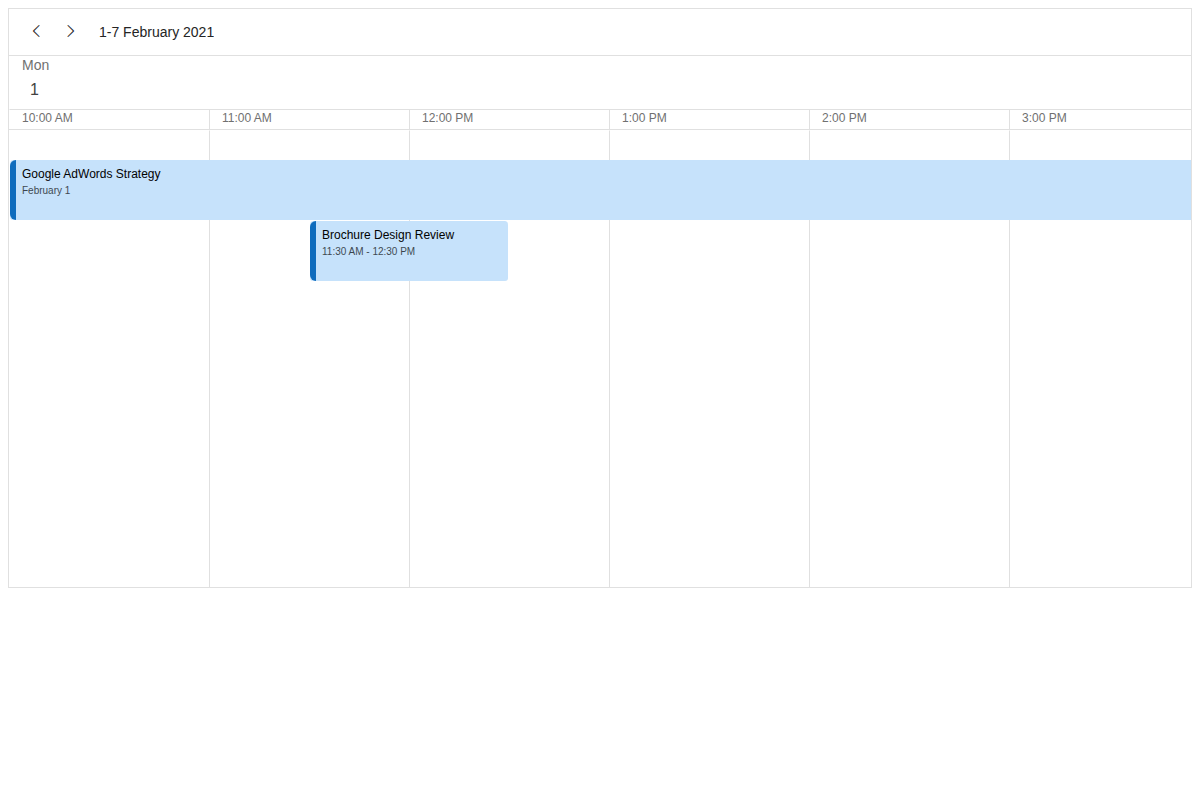 1-7 February 2021
Mon
1
10:00 AM
11:00 AM
12:00 PM
1:00 PM
2:00 PM
3:00 PM
Google AdWords Strategy
February 1
Brochure Design Review
11:30 AM - 12:30 PM